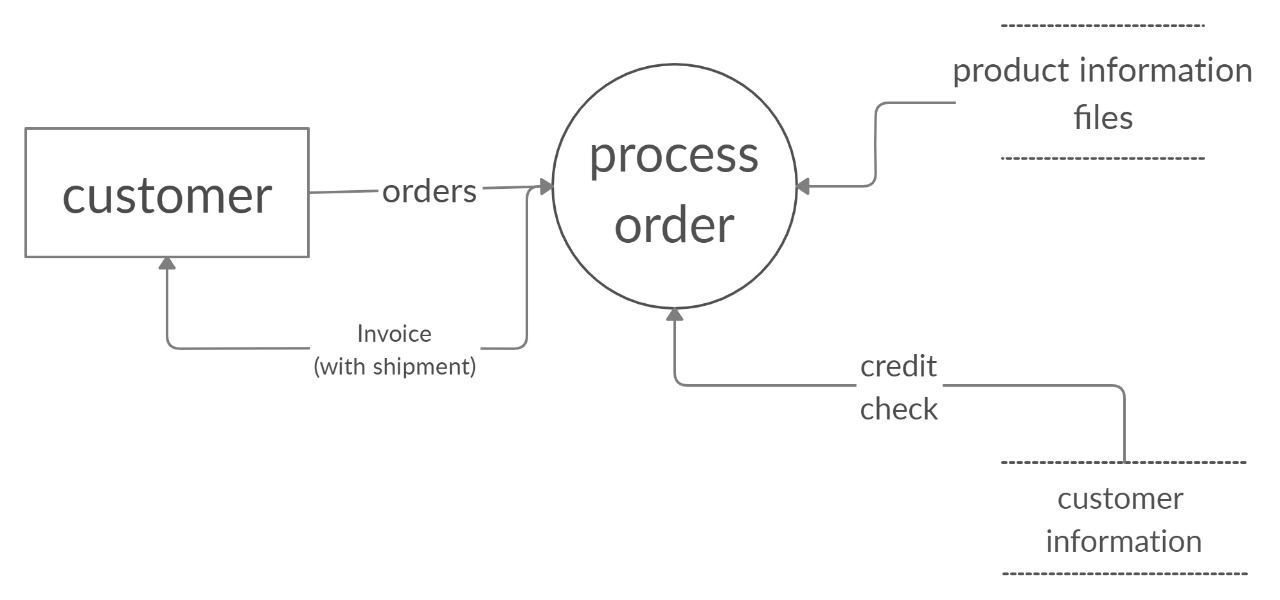 customer
orders
process
order
product information
files
Invoice
(with shipment)
credit
check
customer
information